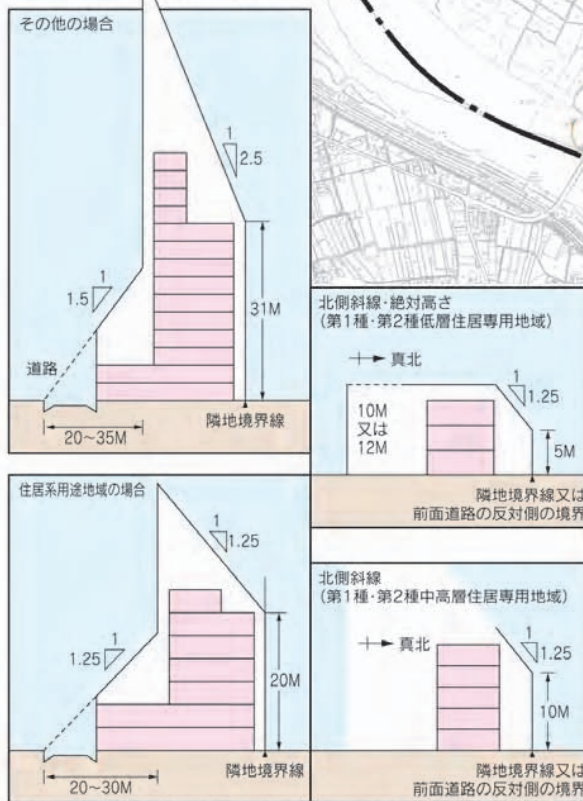 その他の場合
1
2.5
1
1.5
31M
道路
隣地境界線
20~35M
北側斜線・絶対高さ
(第1種・第2種低層住居専用地域)
真北
1
1.25
10M
又は
12M
5M
隣地境界線又は
前面道路の反対側の境界
住居系用途地域の場合
1
1.25
1
1.25
20M
隣地境界線
20~30M
北側斜線
(第1種・第2種中高層住居専用地域)
真北
1
1.25
10M
隣地境界線又は
前面道路の反対側の境界